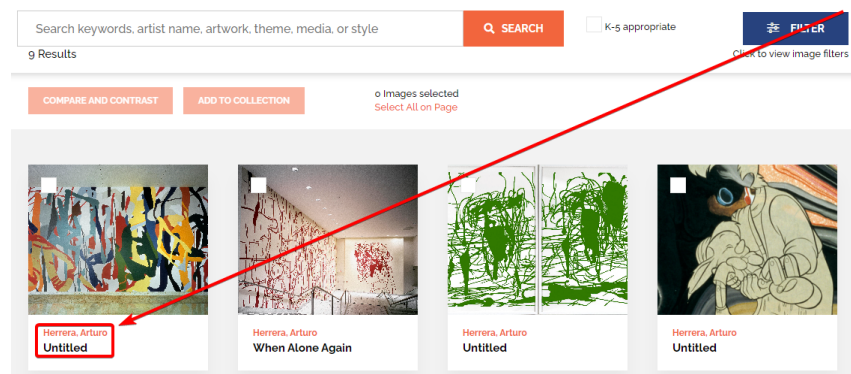 Search keywords, artist name, artwork, theme, media, or style
SEARCH
K-5 appropriate
FILTER
9 Results
Click to view image filters
COMPARE AND CONTRAST
ADD TO COLLECTION
0 Images selected
Select All on Page
Herrera, Arturo
Untitled
Herrera, Arturo
When Alone Again
Herrera, Arturo
Untitled
Herrera, Arturo
Untitled